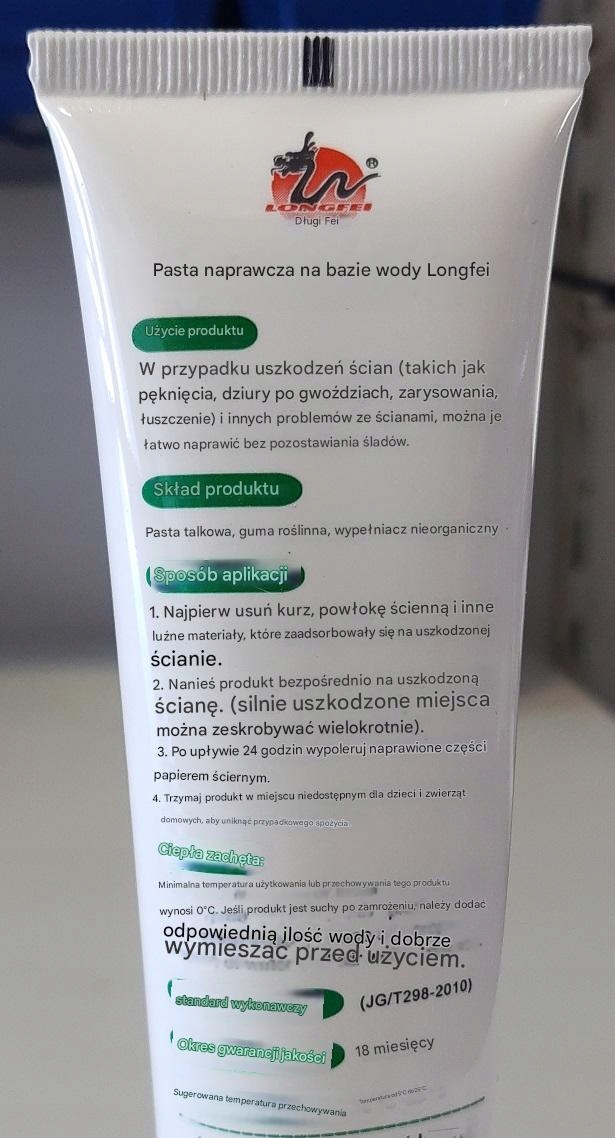 LONGFEI
Długi Fei
Pasta naprawcza na bazie wody Longfei
Użycie produktu
W przypadku uszkodzeń ścian (takich jak
pęknięcia, dziury po gwoździach, zarysowania,
łuszczenie) i innych problemów ze ścianami, można je
łatwo naprawić bez pozostawiania śladów.
Skład produktu
Pasta talkowa, guma roślinna, wypełniacz nieorganiczny
Sposób aplikacji
1. Najpierw usuń kurz, powłokę ścienną i inne
luźne materiały, które zaadsorbowały się na uszkodzonej
ścianie.
2. Nanieś produkt bezpośrednio na uszkodzoną
ścianę. (silnie uszkodzone miejsca
można zeskrobywać wielokrotnie).
3. Po upływie 24 godzin wypoleruj naprawione części
papierem ściernym.
4. Trzymaj produkt w miejscu niedostępnym dla dzieci i zwierząt
domowych, aby uniknąć przypadkowego spożycia.
Ciepła zachęta:
Minimalna temperatura użytkowania lub przechowywania tego produktu
wynosi 0°C. Jeśli produkt jest suchy po zamrożeniu, należy dodać
odpowiednią ilość wody i dobrze
wymieszać przed użyciem.
standard wykonawczy (JG/T298-2010)
Okres gwarancji jakości 18 miesięcy
Sugerowana temperatura przechowywania